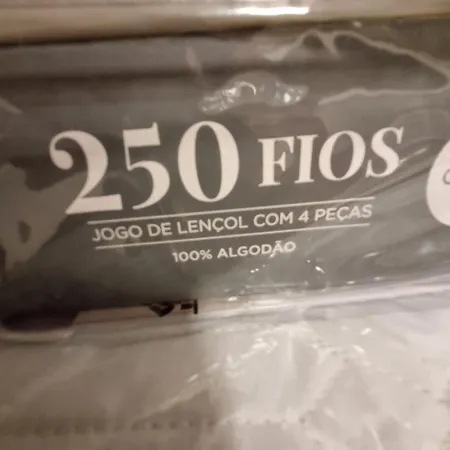 250 FIOS
JOGO DE LENÇOL COM 4 PEÇAS
100% ALGODÃO